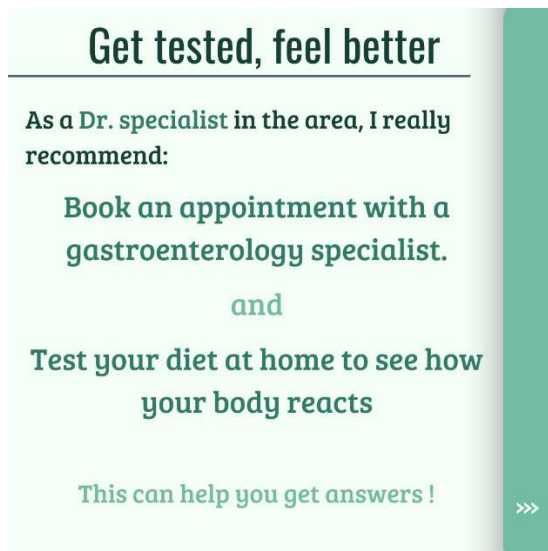 Get tested, feel better
As a Dr. specialist in the area, I really
recommend:
Book an appointment with a
gastroenterology specialist.
and
Test your diet at home to see how
your body reacts
This can help you get answers !
>>>